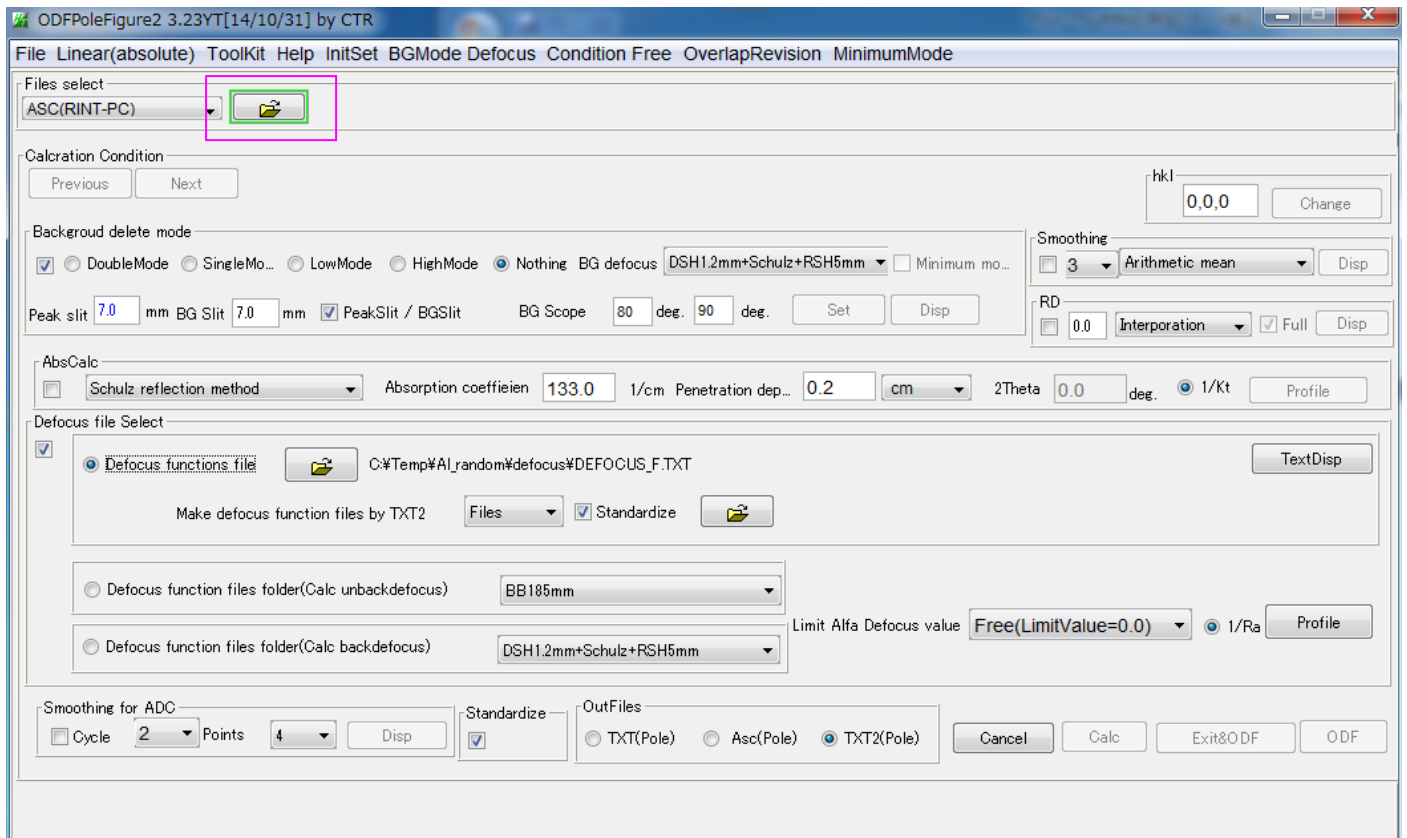 ODFPoleFigure2 3.23YT[14/10/31] by CTR
File Linear(absolute) ToolKit Help InitSet BGMode Defocus Condition Free OverlapRevision MinimumMode
Files select
ASC(RINT-PC)
Calcration Condition
Previous Next
hkl
0,0,0 Change
Backgroud delete mode
DoubleMode SingleMo... LowMode HighMode Nothing BG defocus DSH1.2mm+Schulz+RSH5mm Minimum mo...
Peak slit 7.0 mm BG Slit 7.0 mm PeakSlit / BGSlit BG Scope 80 deg. 90 deg. Set Disp
Smoothing
3 Arithmetic mean Disp
RD
0.0 Interporation Full Disp
AbsCalc
Schulz reflection method Absorption coeffieien 133.0 1/cm Penetration dep... 0.2 cm 2Theta 0.0 deg. 1/Kt Profile
Defocus file Select
Defocus functions file C:¥Temp¥Al_random¥defocus¥DEFOCUS_F.TXT TextDisp
Make defocus function files by TXT2 Files Standardize
Defocus function files folder(Calc unbackdefocus) BB185mm
Defocus function files folder(Calc backdefocus) DSH1.2mm+Schulz+RSH5mm
Limit Alfa Defocus value Free(LimitValue=0.0) 1/Ra Profile
Smoothing for ADC
Cycle 2 Points 4 Disp
Standardize
OutFiles
TXT(Pole) Asc(Pole) TXT2(Pole)
Cancel Calc Exit&ODF ODF